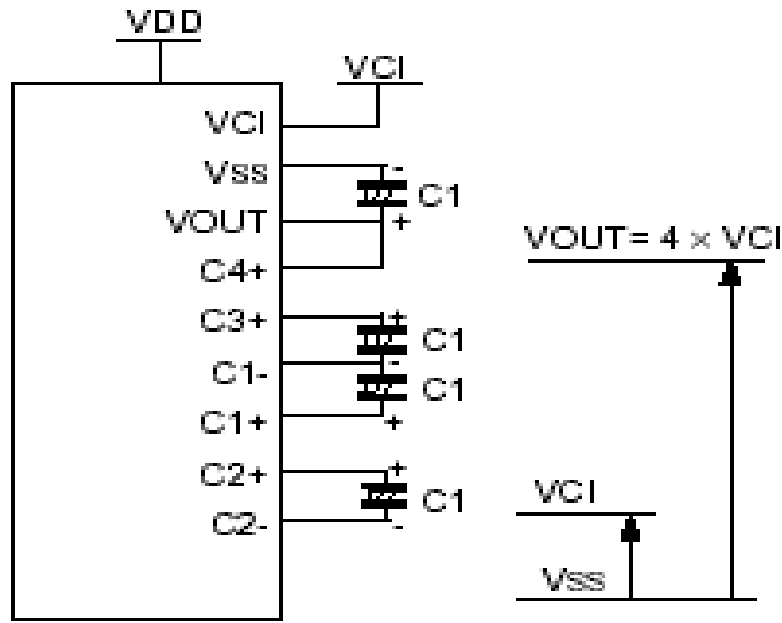 VDD
VCI
VCI
Vss
-
C1
VOUT
+
VOUT= 4 × VCI
C4+
C3+
+
C1
C1-
-
C1
C1+
+
C2+
+
C1
VCI
C2-
-
Vss